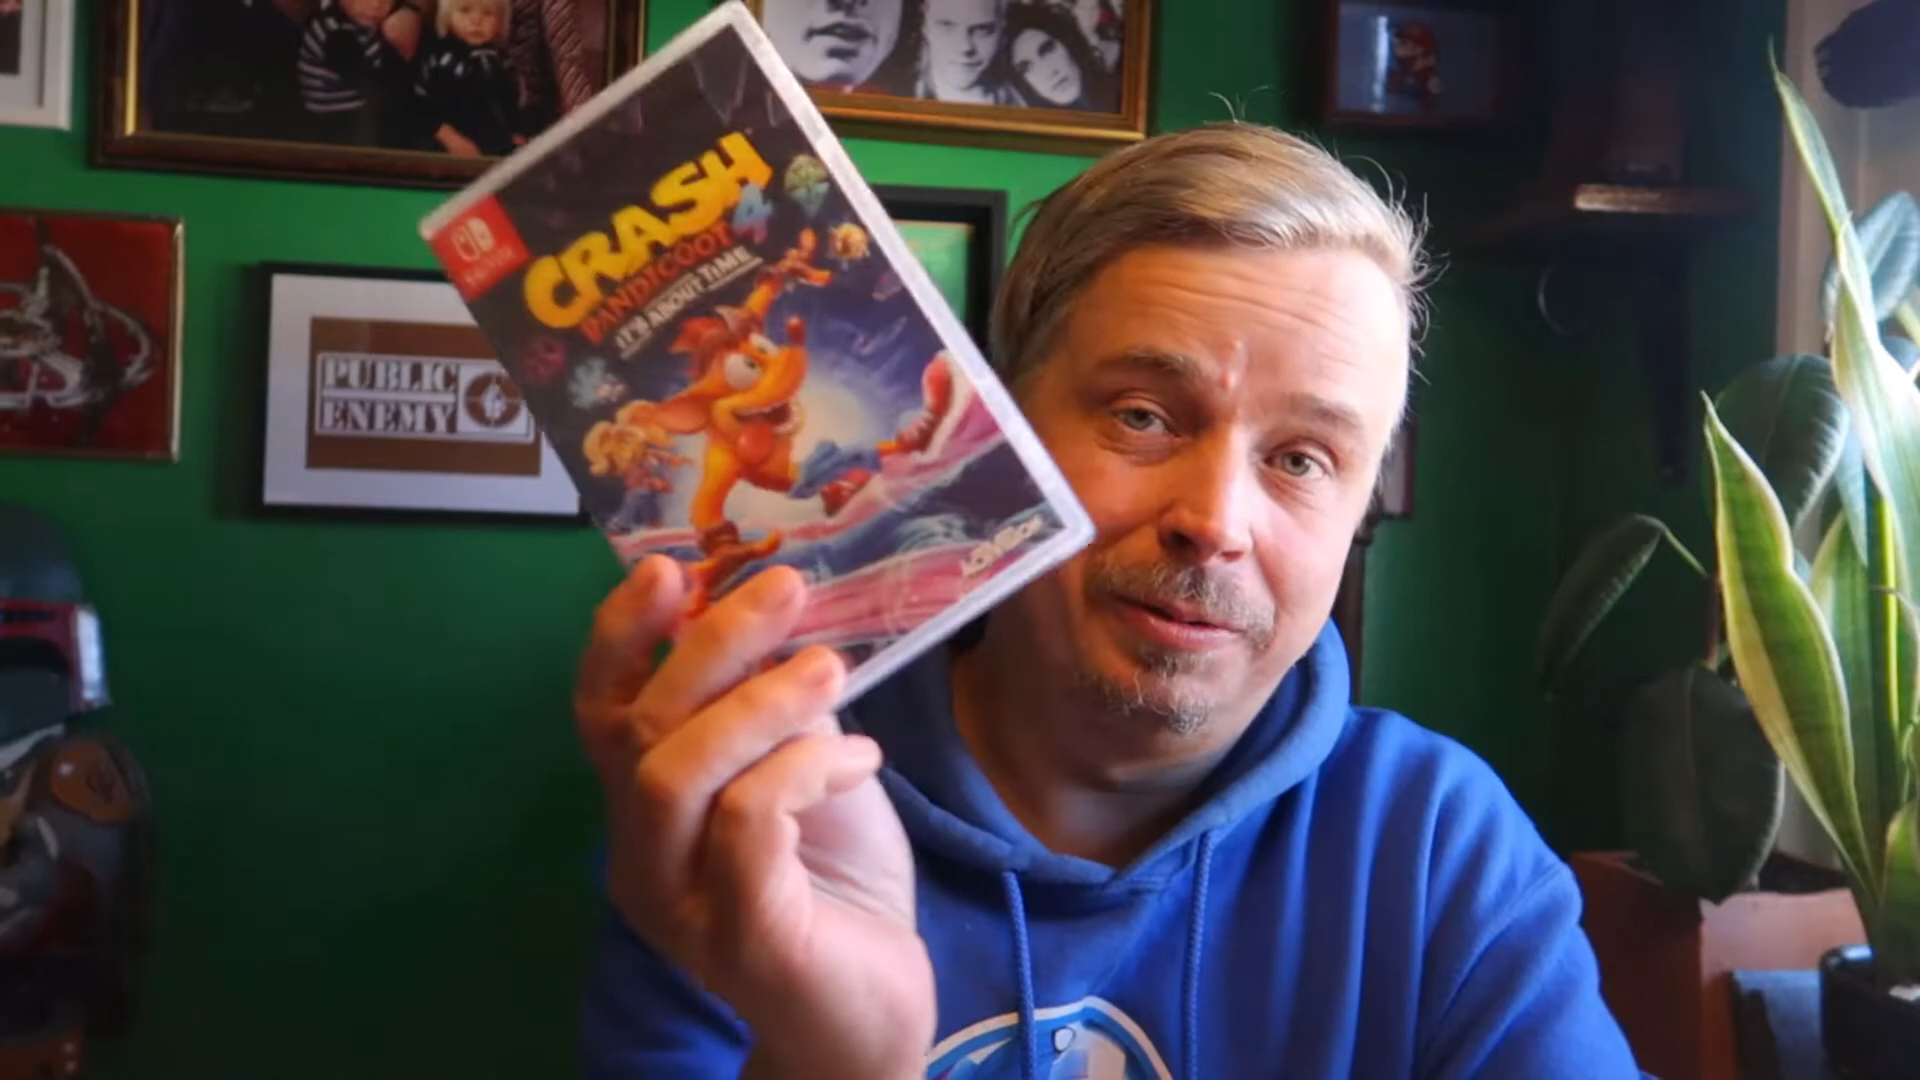 CRASH
BANDICOOT 4
IT'S ABOUT TIME
ACTIVISION
PUBLIC
ENEMY